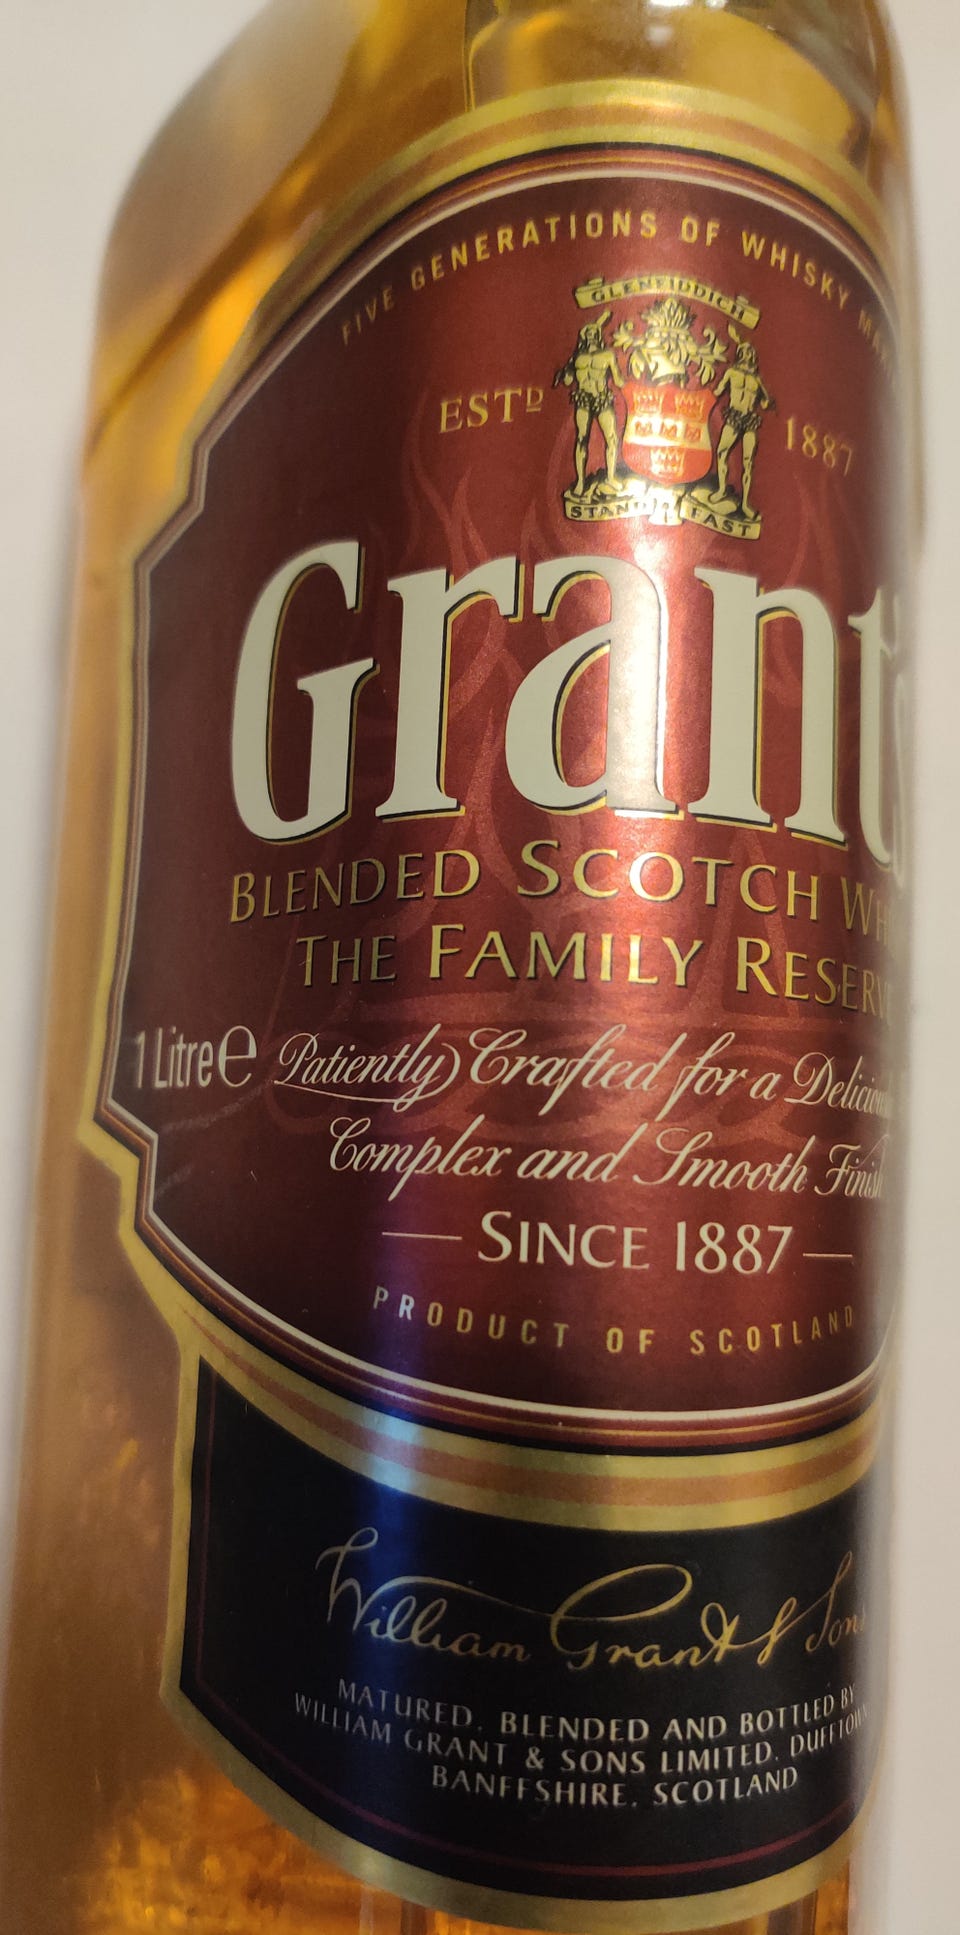 FIVE GENERATIONS OF WHISKY
GLENFIDDICH
ESTD 1887
STAND FAST
Grant's
BLENDED SCOTCH
THE FAMILY RESERVE
1 Litre e
Patiently Crafted for a
Complex and Smooth Finish
SINCE 1887
PRODUCT OF SCOTLAND
William Grant & Sons
MATURED, BLENDED AND BOTTLED BY
WILLIAM GRANT & SONS LIMITED, DUFFTOWN
BANFFSHIRE, SCOTLAND